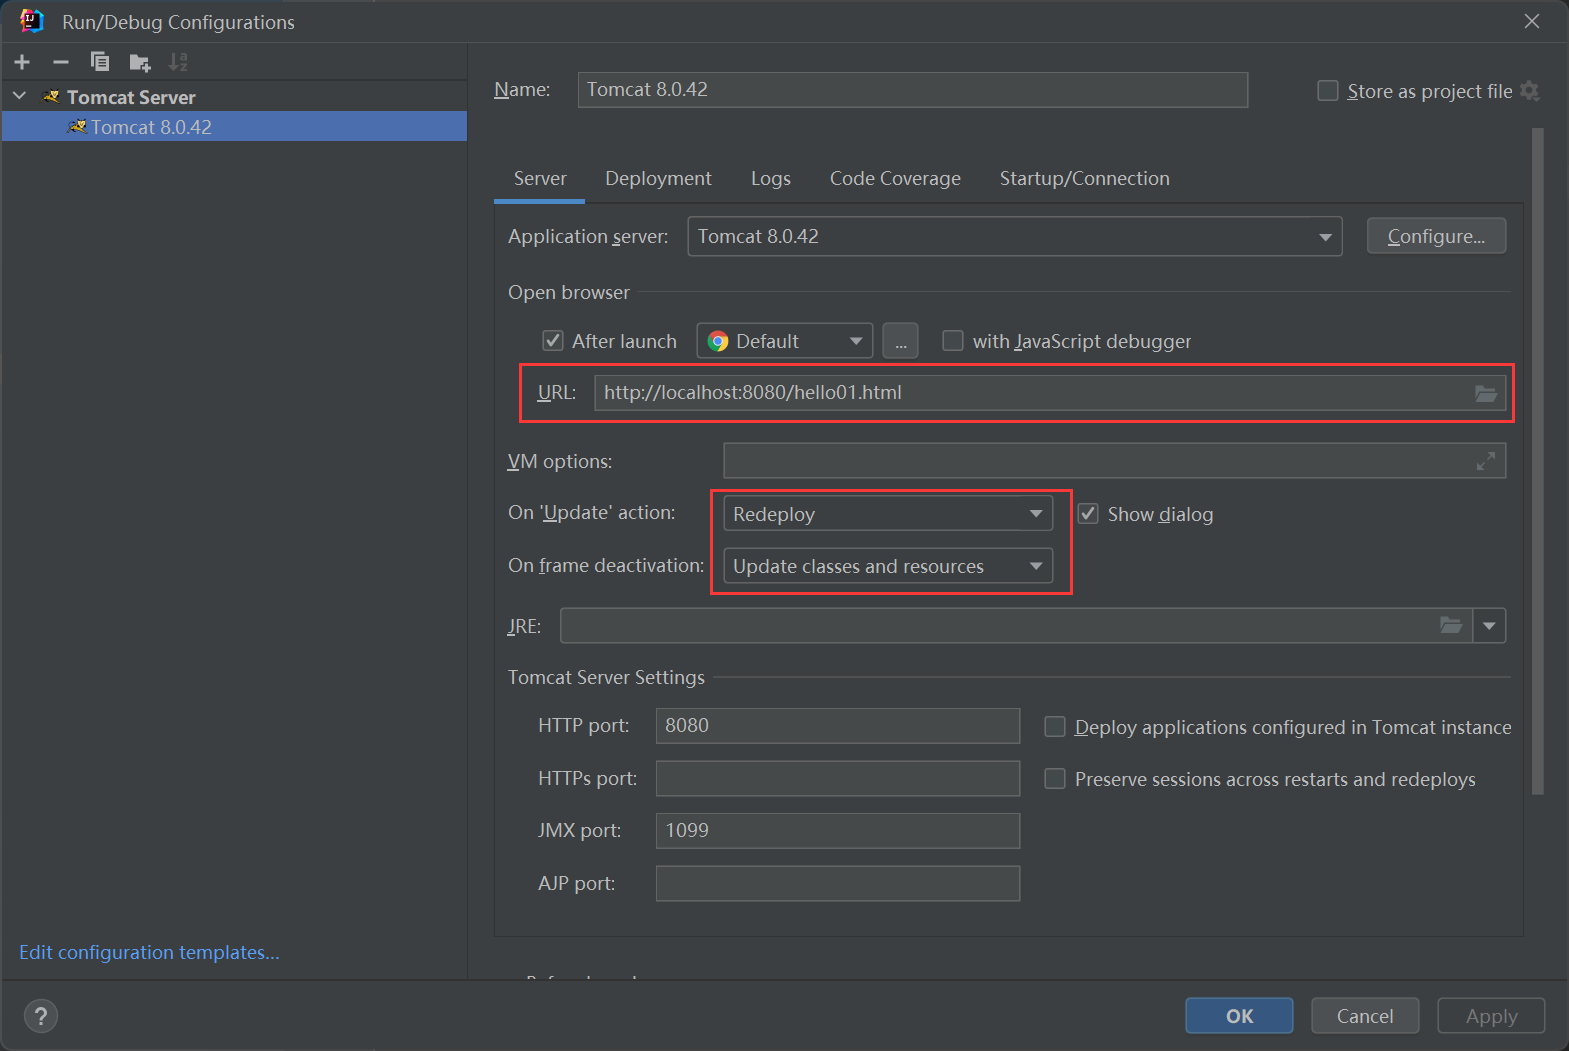 Run/Debug Configurations
Tomcat Server
Tomcat 8.0.42
Name: Tomcat 8.0.42
Store as project file
Server Deployment Logs Code Coverage Startup/Connection
Application server: Tomcat 8.0.42 Configure...
Open browser
After launch Default ... with JavaScript debugger
URL: http://localhost:8080/hello01.html
VM options:
On 'Update' action: Redeploy Show dialog
On frame deactivation: Update classes and resources
JRE:
Tomcat Server Settings
HTTP port: 8080 Deploy applications configured in Tomcat instance
HTTPs port: Preserve sessions across restarts and redeploys
JMX port: 1099
AJP port:
Edit configuration templates...
? OK Cancel Apply